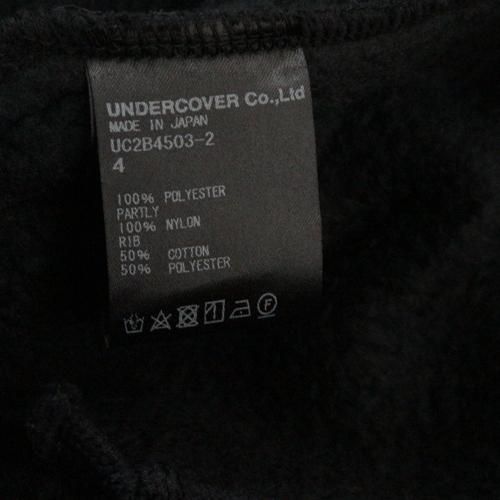 UNDERCOVER Co.,Ltd
MADE IN JAPAN
UC2B4503-2
4
100% POLYESTER
PARTLY
100% NYLON
RIB
50% COTTON
50% POLYESTER
F